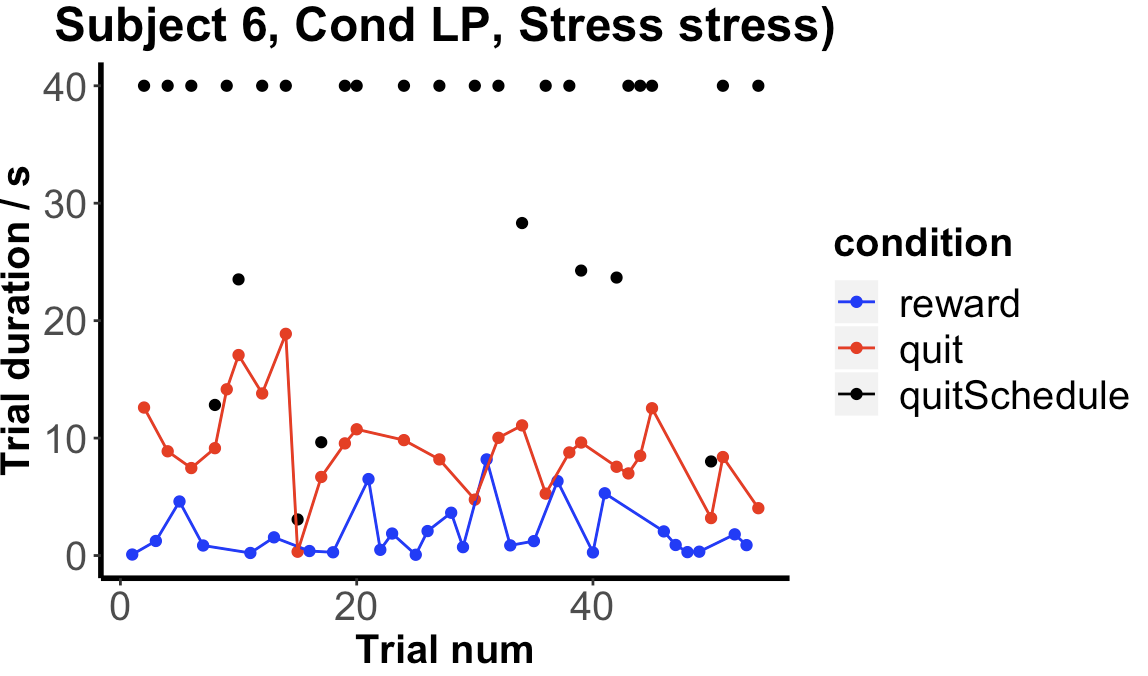 Subject 6, Cond LP, Stress stress)
Trial duration / s
40
30
20
10
0
0 20 40
Trial num
condition
reward
quit
quitSchedule